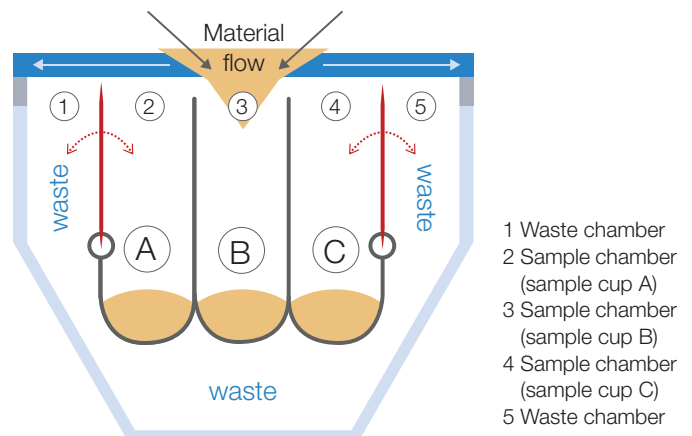 Material
flow
1
2
3
4
5
waste
waste
A
B
C
waste
1 Waste chamber
2 Sample chamber
(sample cup A)
3 Sample chamber
(sample cup B)
4 Sample chamber
(sample cup C)
5 Waste chamber